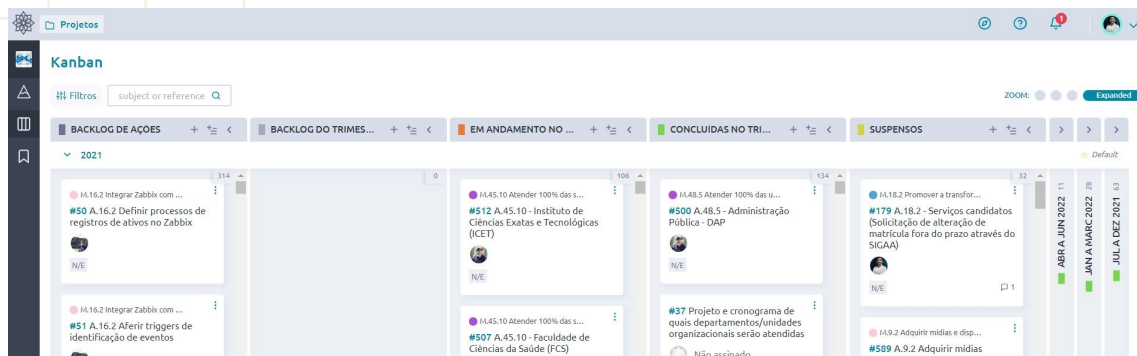 Projetos
1
Kanban
Filtros
subject or reference
ZOOM:
Expanded
BACKLOG DE AÇÕES
BACKLOG DO TRIMES...
EM ANDAMENTO NO ...
CONCLUÍDAS NO TRI...
SUSPENSOS
2021
Default
314
M.16.2 Integrar Zabbix com ...
#50 A.16.2 Definir processos de
registros de ativos no Zabbix
N/E
M.16.2 Integrar Zabbix com ...
#51 A.16.2 Aferir triggers de
identificação de eventos
0
108
M.45.10 Atender 100% das s...
#512 A.45.10 - Instituto de
Ciências Exatas e Tecnológicas
(ICET)
N/E
M.45.10 Atender 100% das s...
#507 A.45.10 - Faculdade de
Ciências da Saúde (FCS)
134
M.48.5 Atender 100% das u...
#500 A.48.5 - Administração
Pública - DAP
N/E
#37 Projeto e cronograma de
quais departamentos/unidades
organizacionais serão atendidas
Não assinado
32
M.18.2 Promover a transfor...
#179 A.18.2 - Serviços candidatos
(Solicitação de alteração de
matrícula fora do prazo através do
SIGAA)
N/E
1
M.9.2 Adquirir mídias e disp...
#589 A.9.2 Adquirir mídias
ABR A JUN 2022 11
JAN A MARC 2022 28
JUL A DEZ 2021 63